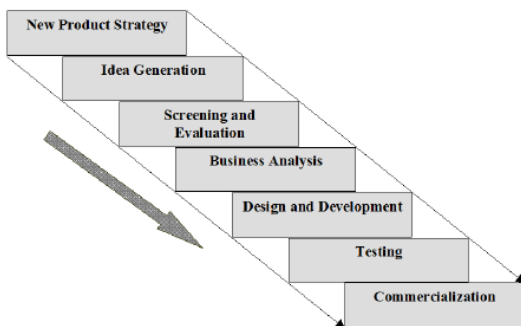 New Product Strategy
Idea Generation
Screening and
Evaluation
Business Analysis
Design and Development
Testing
Commercialization